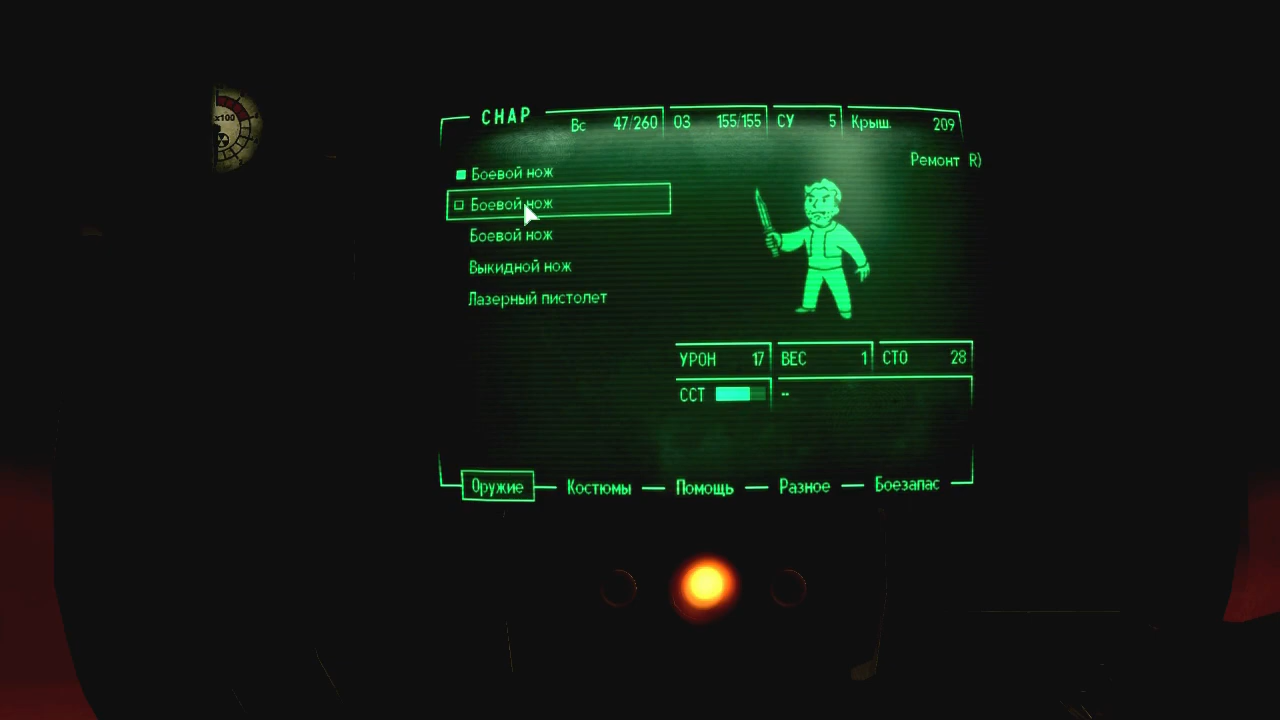 СНАР Вс 47/260 ОЗ 155/155 СУ 5 Крыш. 209
Ремонт R)
Боевой нож
Боевой нож
Боевой нож
Выкидной нож
Лазерный пистолет
УРОН 17 ВЕС 1 СТО 28
ССТ --
Оружие Костюмы Помощь Разное Боезапас
x100